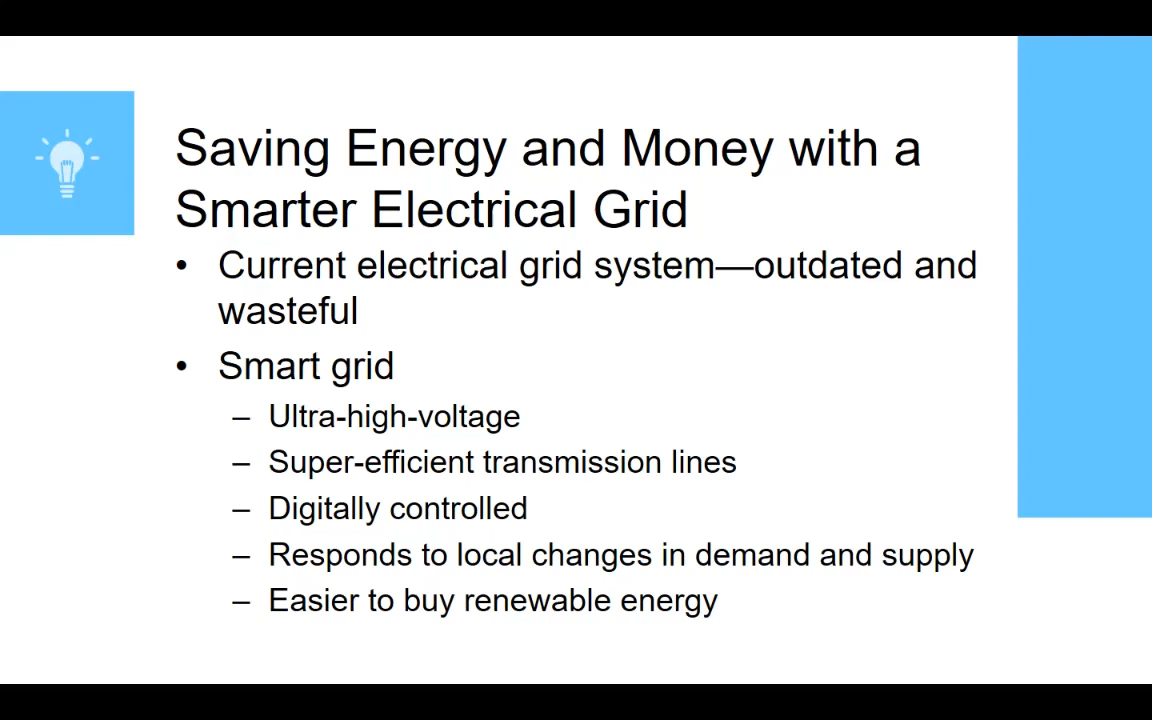 Saving Energy and Money with a
Smarter Electrical Grid
• Current electrical grid system—outdated and
wasteful
• Smart grid
– Ultra-high-voltage
– Super-efficient transmission lines
– Digitally controlled
– Responds to local changes in demand and supply
– Easier to buy renewable energy